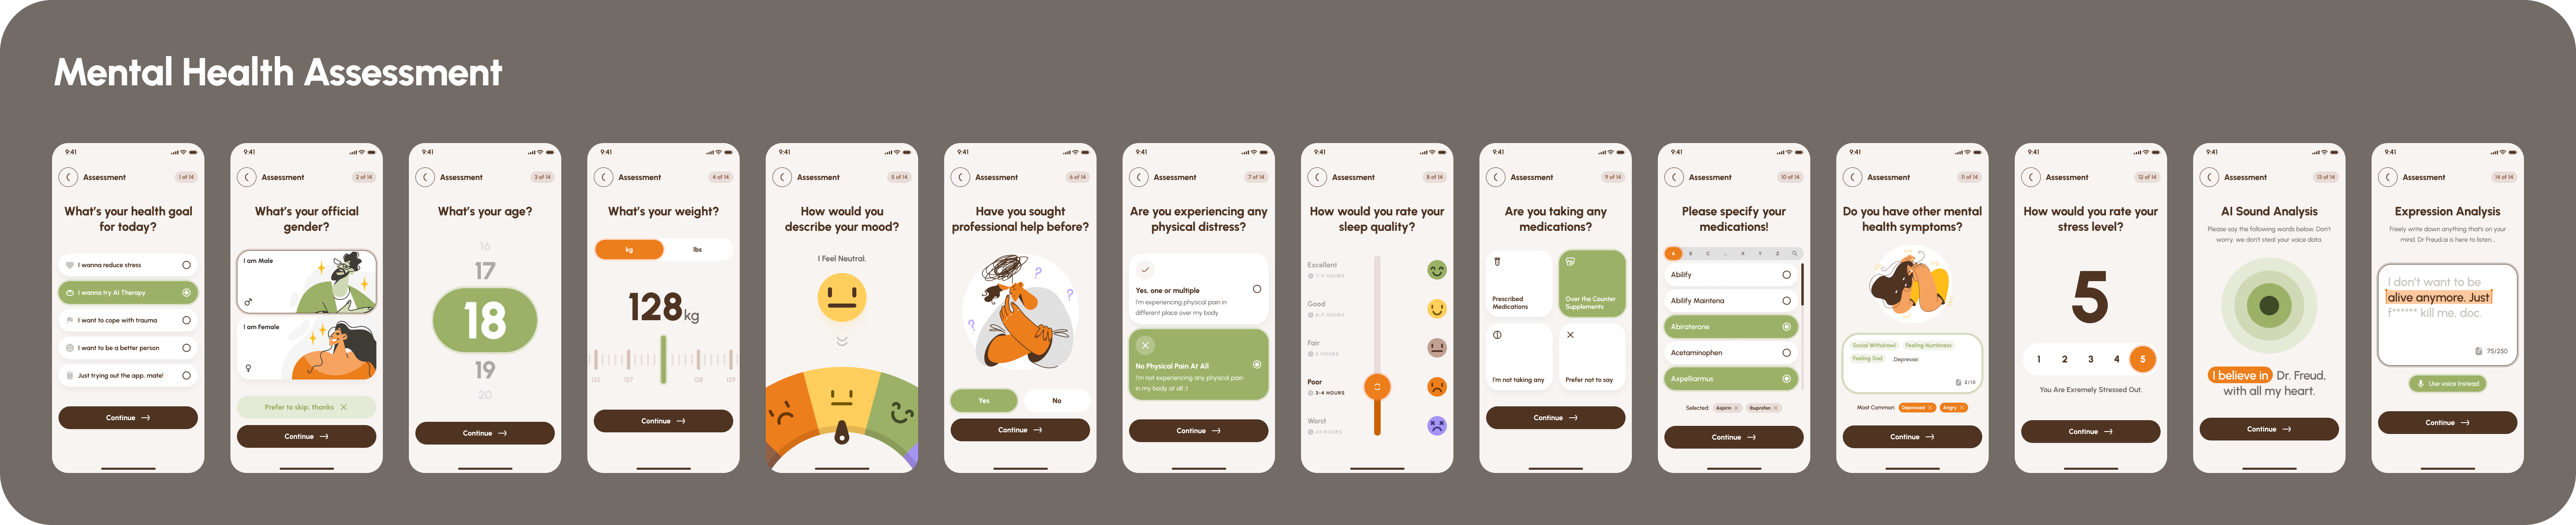 Mental Health Assessment
9:41
Assessment
1 of 14
What's your health goal
for today?
I wanna reduce stress
I wanna try AI Therapy
I want to cope with trauma
I want to be a better person
Just trying out the app, mate!
Continue
9:41
Assessment
2 of 14
What's your official
gender?
I am Male
I am Female
Prefer to skip, thanks
Continue
9:41
Assessment
3 of 14
What's your age?
16
17
18
19
20
Continue
9:41
Assessment
4 of 14
What's your weight?
kg
lbs
128kg
126
127
128
129
Continue
9:41
Assessment
5 of 14
How would you
describe your mood?
I Feel Neutral.
9:41
Assessment
6 of 14
Have you sought
professional help before?
Yes
No
Continue
9:41
Assessment
7 of 14
Are you experiencing any
physical distress?
Yes, one or multiple
I'm experiencing physical pain in
different place over my body.
No Physical Pain At All
I'm not experiencing any physical pain
in my body at all :)
Continue
9:41
Assessment
8 of 14
How would you rate your
sleep quality?
Excellent
7-9 HOURS
Good
6-7 HOURS
Fair
5 HOURS
Poor
3-4 HOURS
Worst
<3 HOURS
Continue
9:41
Assessment
9 of 14
Are you taking any
medications?
Prescribed
Medications
Over the Counter
Supplements
I'm not taking any
Prefer not to say
Continue
9:41
Assessment
10 of 14
Please specify your
medications!
A B C ... X Y Z
Abilify
Abilify Maintena
Abiraterone
Acetaminophen
Axpelliarmus
Selected: Aspirin Ibuprofen
Continue
9:41
Assessment
11 of 14
Do you have other mental
health symptoms?
Social Withdrawl Feeling Numbness
Feeling Sad .Depresse
2/10
Most Common: Depressed Angry
Continue
9:41
Assessment
12 of 14
How would you rate your
stress level?
5
1 2 3 4 5
You Are Exremely Stressed Out.
Continue
9:41
Assessment
13 of 14
AI Sound Analysis
Please say the following words below. Don't
worry, we don't steal your voice data.
I believe in Dr. Freud,
with all my heart.
Continue
9:41
Assessment
14 of 14
Expression Analysis
Freely write down anything that's on your
mind. Dr Freud.ai is here to listen...
I don't want to be
alive anymore. Just
f****** kill me, doc.
75/250
Use voice Instead
Continue